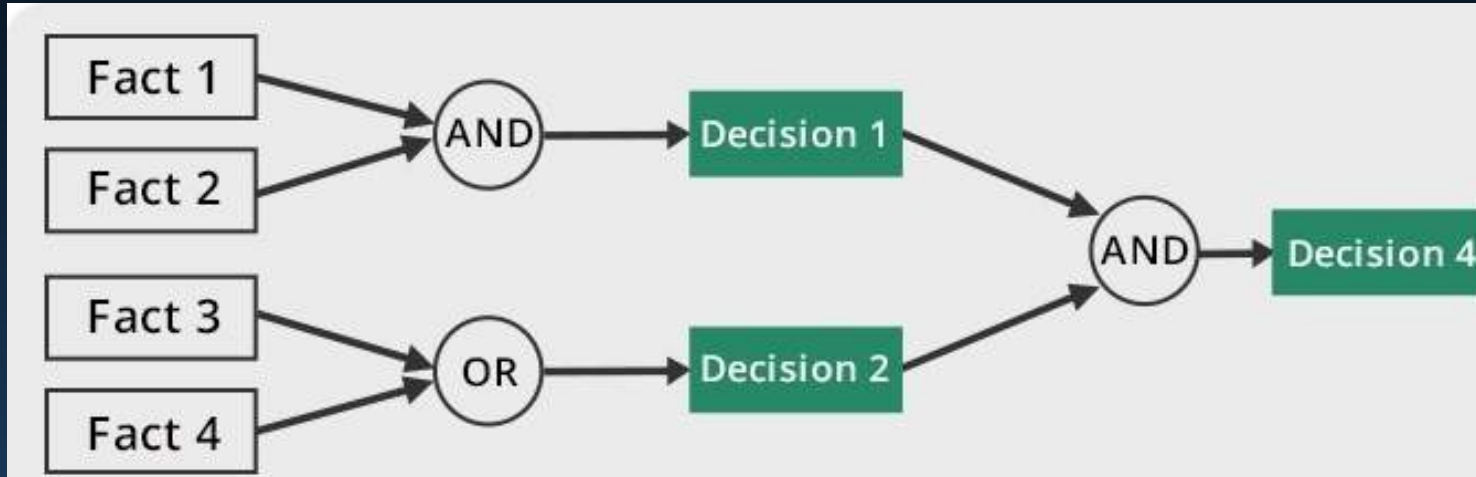 Fact 1
Fact 2
AND
Decision 1
Fact 3
Fact 4
OR
Decision 2
AND
Decision 4